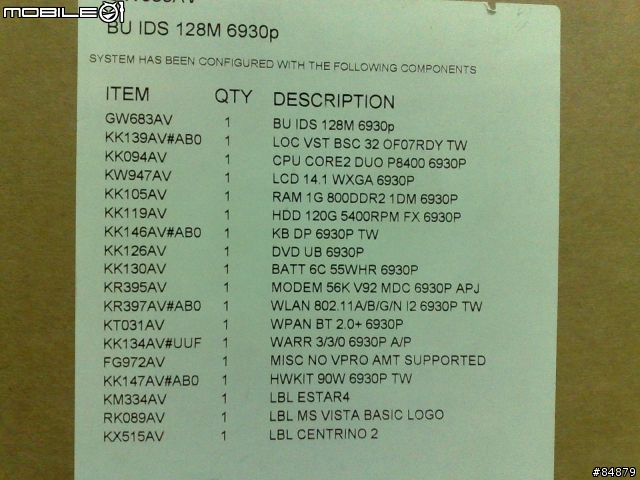 MOBILE01
BU IDS 128M 6930p
SYSTEM HAS BEEN CONFIGURED WITH THE FOLLOWING COMPONENTS
ITEM QTY DESCRIPTION
GW683AV 1 BU IDS 128M 6930p
KK139AV#AB0 1 LOC VST BSC 32 OF07RDY TW
KK094AV 1 CPU CORE2 DUO P8400 6930P
KW947AV 1 LCD 14.1 WXGA 6930P
KK105AV 1 RAM 1G 800DDR2 1DM 6930P
KK119AV 1 HDD 120G 5400RPM FX 6930P
KK146AV#AB0 1 KB DP 6930P TW
KK126AV 1 DVD UB 6930P
KK130AV 1 BATT 6C 55WHR 6930P
KR395AV 1 MODEM 56K V92 MDC 6930P APJ
KR397AV#AB0 1 WLAN 802.11A/B/G/N I2 6930P TW
KT031AV 1 WPAN BT 2.0+ 6930P
KK134AV#UUF 1 WARR 3/3/0 6930P A/P
FG972AV 1 MISC NO VPRO AMT SUPPORTED
KK147AV#AB0 1 HWKIT 90W 6930P TW
KM334AV 1 LBL ESTAR4
RK089AV 1 LBL MS VISTA BASIC LOGO
KX515AV 1 LBL CENTRINO 2
#84879